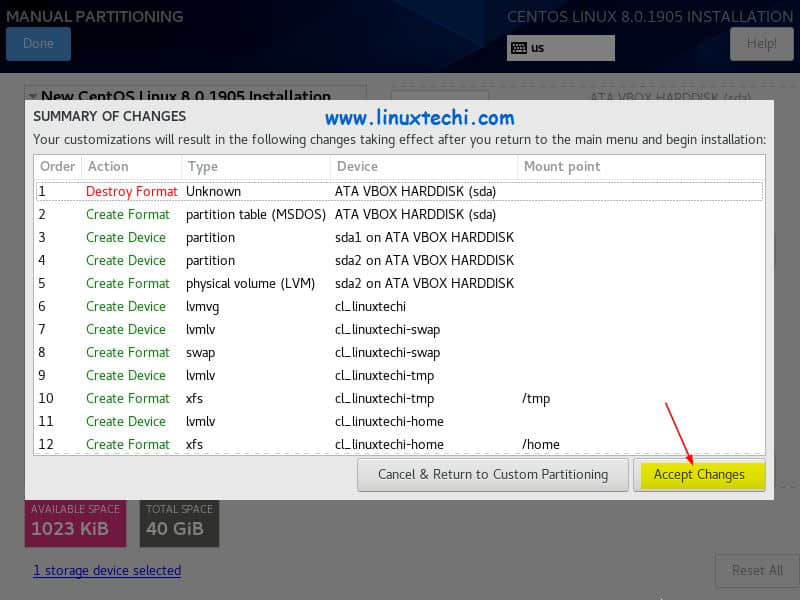 MANUAL PARTITIONING
CENTOS LINUX 8.0.1905 INSTALLATION
Done
us
Help!
New CentOS Linux 8.0.1905 Installation
ATA VBOX HARDDISK (sda)
SUMMARY OF CHANGES
www.linuxtechi.com
Your customizations will result in the following changes taking effect after you return to the main menu and begin installation:
Order Action Type Device Mount point
1 Destroy Format Unknown ATA VBOX HARDDISK (sda)
2 Create Format partition table (MSDOS) ATA VBOX HARDDISK (sda)
3 Create Device partition sda1 on ATA VBOX HARDDISK
4 Create Device partition sda2 on ATA VBOX HARDDISK
5 Create Format physical volume (LVM) sda2 on ATA VBOX HARDDISK
6 Create Device lvmvg cl_linuxtechi
7 Create Device lvmlv cl_linuxtechi-swap
8 Create Format swap cl_linuxtechi-swap
9 Create Device lvmlv cl_linuxtechi-tmp
10 Create Format xfs cl_linuxtechi-tmp /tmp
11 Create Device lvmlv cl_linuxtechi-home
12 Create Format xfs cl_linuxtechi-home /home
Cancel & Return to Custom Partitioning
Accept Changes
AVAILABLE SPACE
1023 KiB
TOTAL SPACE
40 GiB
1 storage device selected
Reset All